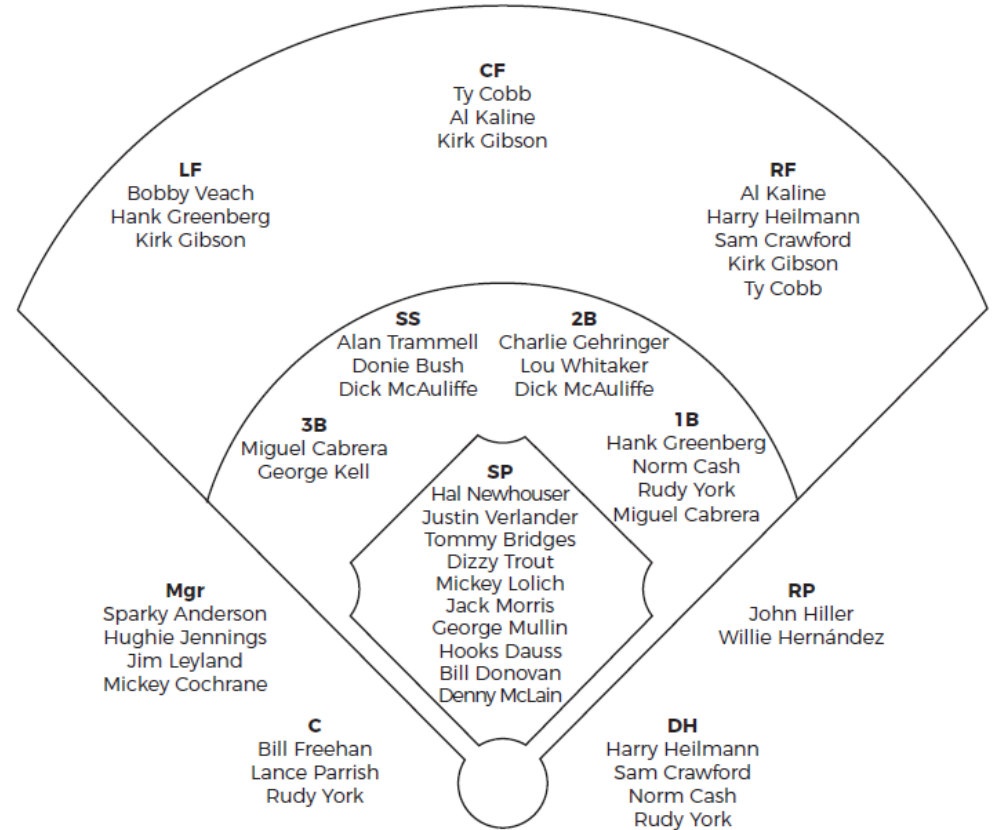 CF
Ty Cobb
Al Kaline
Kirk Gibson
LF
Bobby Veach
Hank Greenberg
Kirk Gibson
RF
Al Kaline
Harry Heilmann
Sam Crawford
Kirk Gibson
Ty Cobb
SS
Alan Trammell
Donie Bush
Dick McAuliffe
2B
Charlie Gehringer
Lou Whitaker
Dick McAuliffe
3B
Miguel Cabrera
George Kell
1B
Hank Greenberg
Norm Cash
Rudy York
Miguel Cabrera
SP
Hal Newhouser
Justin Verlander
Tommy Bridges
Dizzy Trout
Mickey Lolich
Jack Morris
George Mullin
Hooks Dauss
Bill Donovan
Denny McLain
Mgr
Sparky Anderson
Hughie Jennings
Jim Leyland
Mickey Cochrane
RP
John Hiller
Willie Hernández
C
Bill Freehan
Lance Parrish
Rudy York
DH
Harry Heilmann
Sam Crawford
Norm Cash
Rudy York